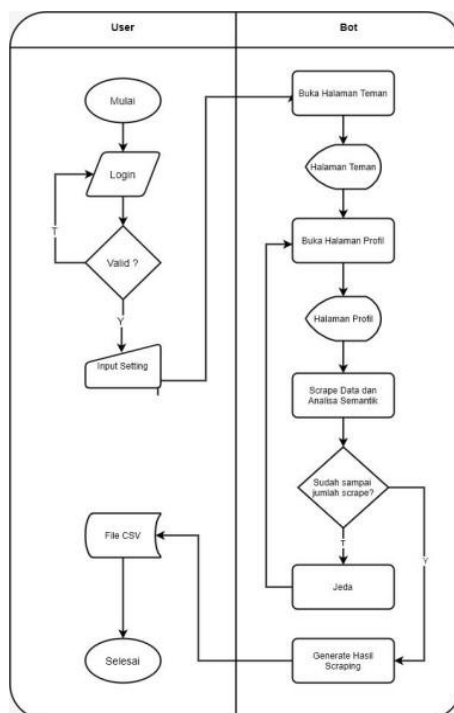 User
Bot
Mulai
Login
T
Valid ?
Y
Input Setting
Buka Halaman Teman
Halaman Teman
Buka Halaman Profil
Halaman Profil
Scrape Data dan
Analisa Semantik
Sudah sampai
jumlah scrape?
T
Y
Jeda
Generate Hasil
Scraping
File CSV
Selesai